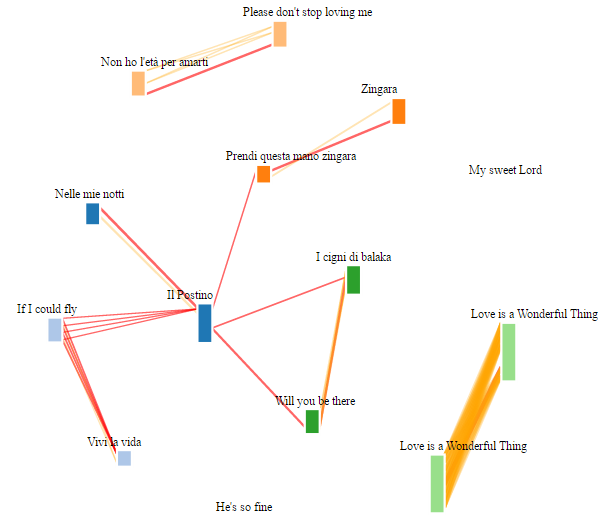 Please don't stop loving me
Non ho l'età per amarti
Zingara
Prendi questa mano zingara
My sweet Lord
Nelle mie notti
I cigni di balaka
Il Postino
If I could fly
Love is a Wonderful Thing
Will you be there
Vivi la vida
Love is a Wonderful Thing
He's so fine